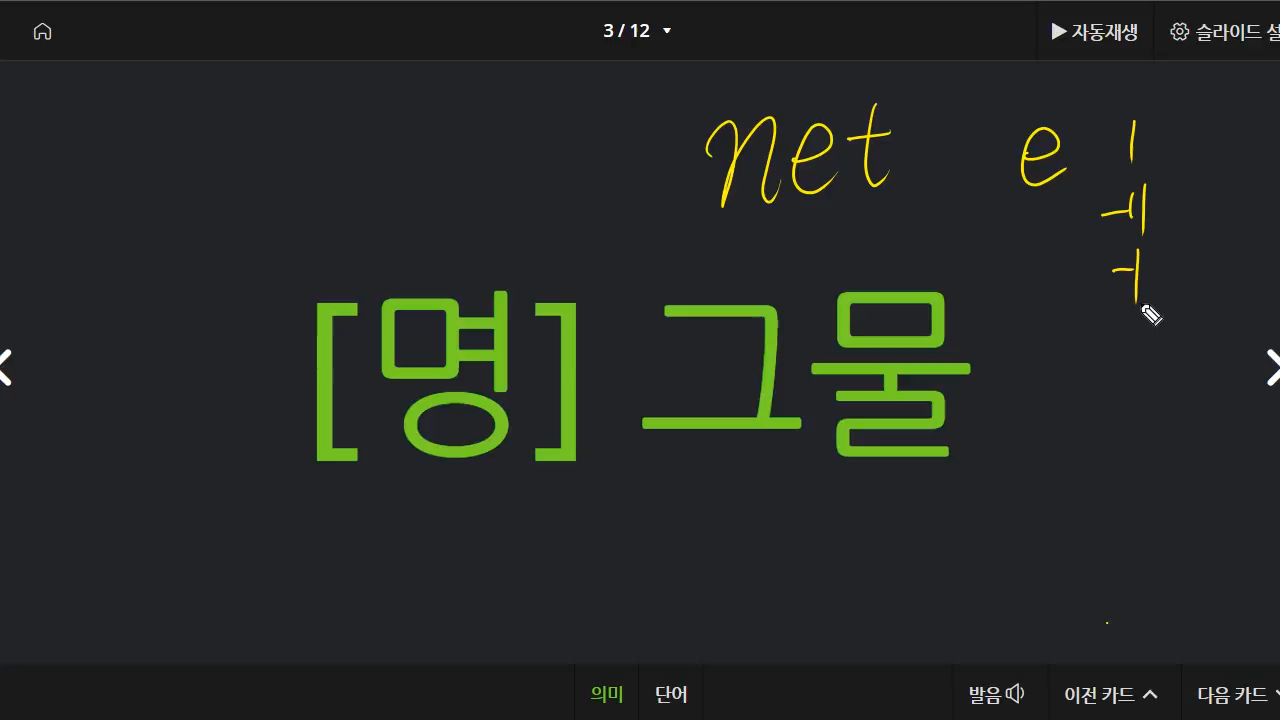 3 / 12
자동재생
슬라이드 설
net e ㅣ
ㅔ
ㅓ
[명] 그물
의미
단어
발음
이전 카드
다음 카드